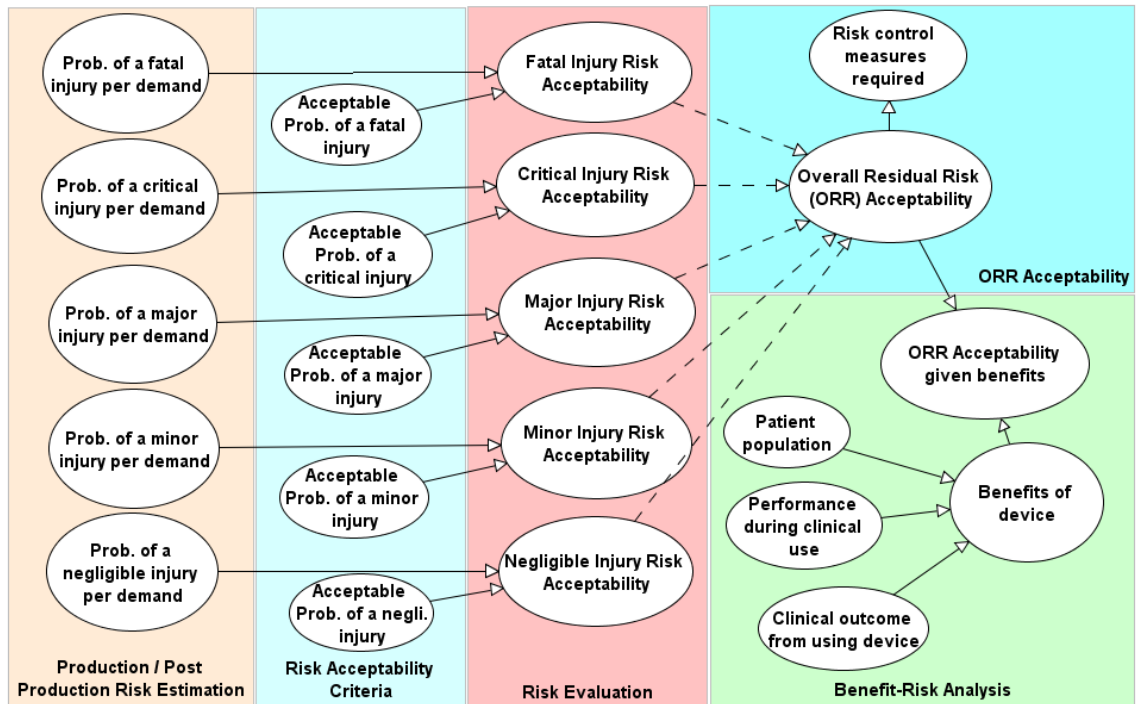 Prob. of a fatal
injury per demand
Prob. of a critical
injury per demand
Prob. of a major
injury per demand
Prob. of a minor
injury per demand
Prob. of a
negligible injury
per demand
Production / Post
Production Risk Estimation
Acceptable
Prob. of a fatal
injury
Acceptable
Prob. of a
critical injury
Acceptable
Prob. of a major
injury
Acceptable
Prob. of a minor
injury
Acceptable
Prob. of a negli.
injury
Risk Acceptability
Criteria
Fatal Injury Risk
Acceptability
Critical Injury Risk
Acceptability
Major Injury Risk
Acceptability
Minor Injury Risk
Acceptability
Negligible Injury Risk
Acceptability
Risk Evaluation
Risk control
measures
required
Overall Residual Risk
(ORR) Acceptability
ORR Acceptability
ORR Acceptability
given benefits
Patient
population
Performance
during clinical
use
Benefits of
device
Clinical outcome
from using device
Benefit-Risk Analysis